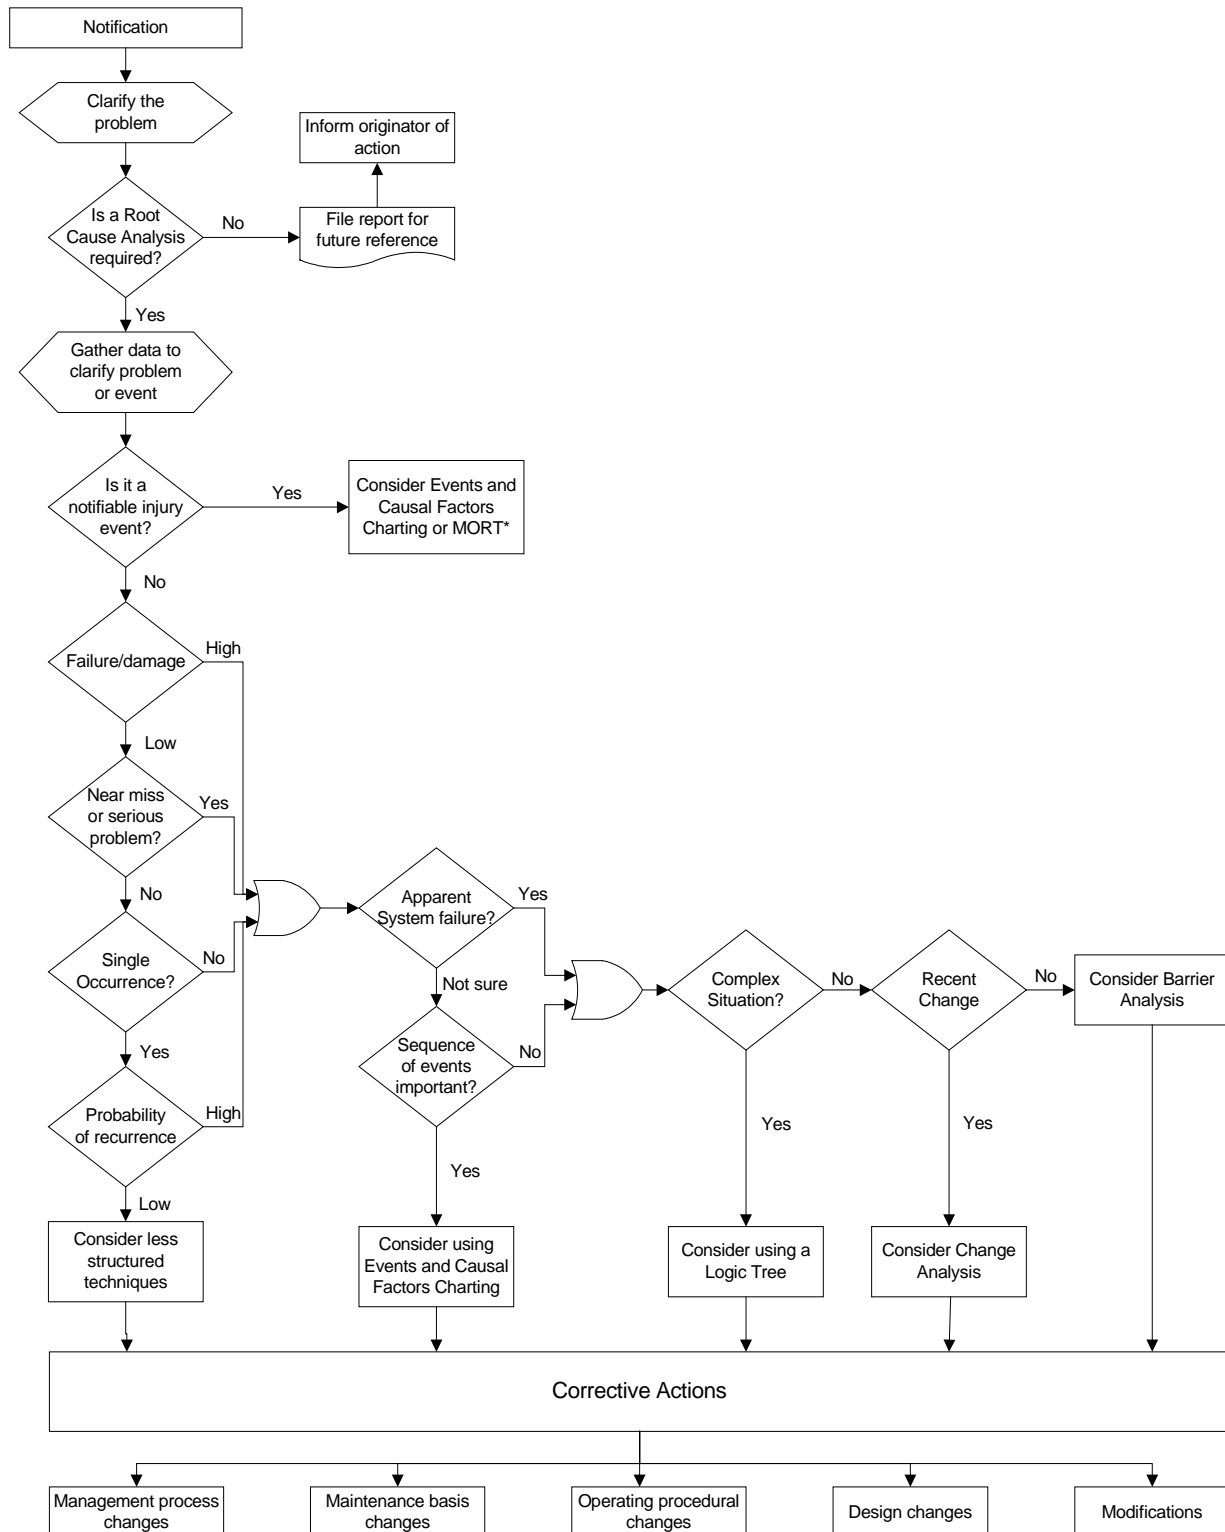 Notification
Clarify the
problem
Inform originator of
action
Is a Root
Cause Analysis
required?
No
File report for
future reference
Yes
Gather data to
clarify problem
or event
Is it a
notifiable injury
event?
Yes
Consider Events and
Causal Factors
Charting or MORT*
No
Failure/damage
High
Low
Near miss
or serious
problem?
Yes
No
Single
Occurrence?
No
Yes
Probability
of recurrence
High
Low
Consider less
structured
techniques
Apparent
System failure?
Yes
Not sure
Sequence
of events
important?
No
Yes
Consider using
Events and Causal
Factors Charting
Complex
Situation?
No
Yes
Consider using a
Logic Tree
Recent
Change
No
Yes
Consider Change
Analysis
Consider Barrier
Analysis
Corrective Actions
Management process
changes
Maintenance basis
changes
Operating procedural
changes
Design changes
Modifications